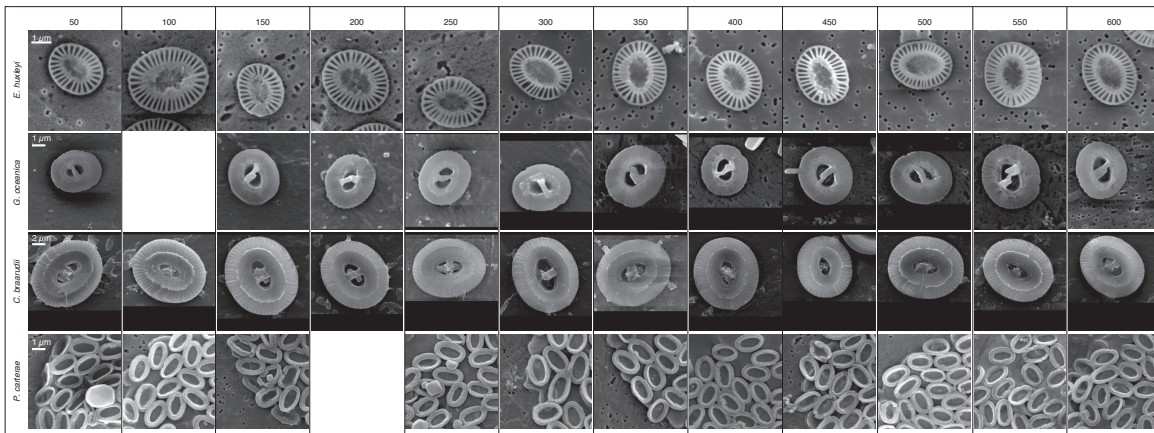 50 100 150 200 250 300 350 400 450 500 550 600
1 µm
E. huxleyi
1 µm
G. oceanica
2 µm
C. braarudii
1 µm
P. carterae